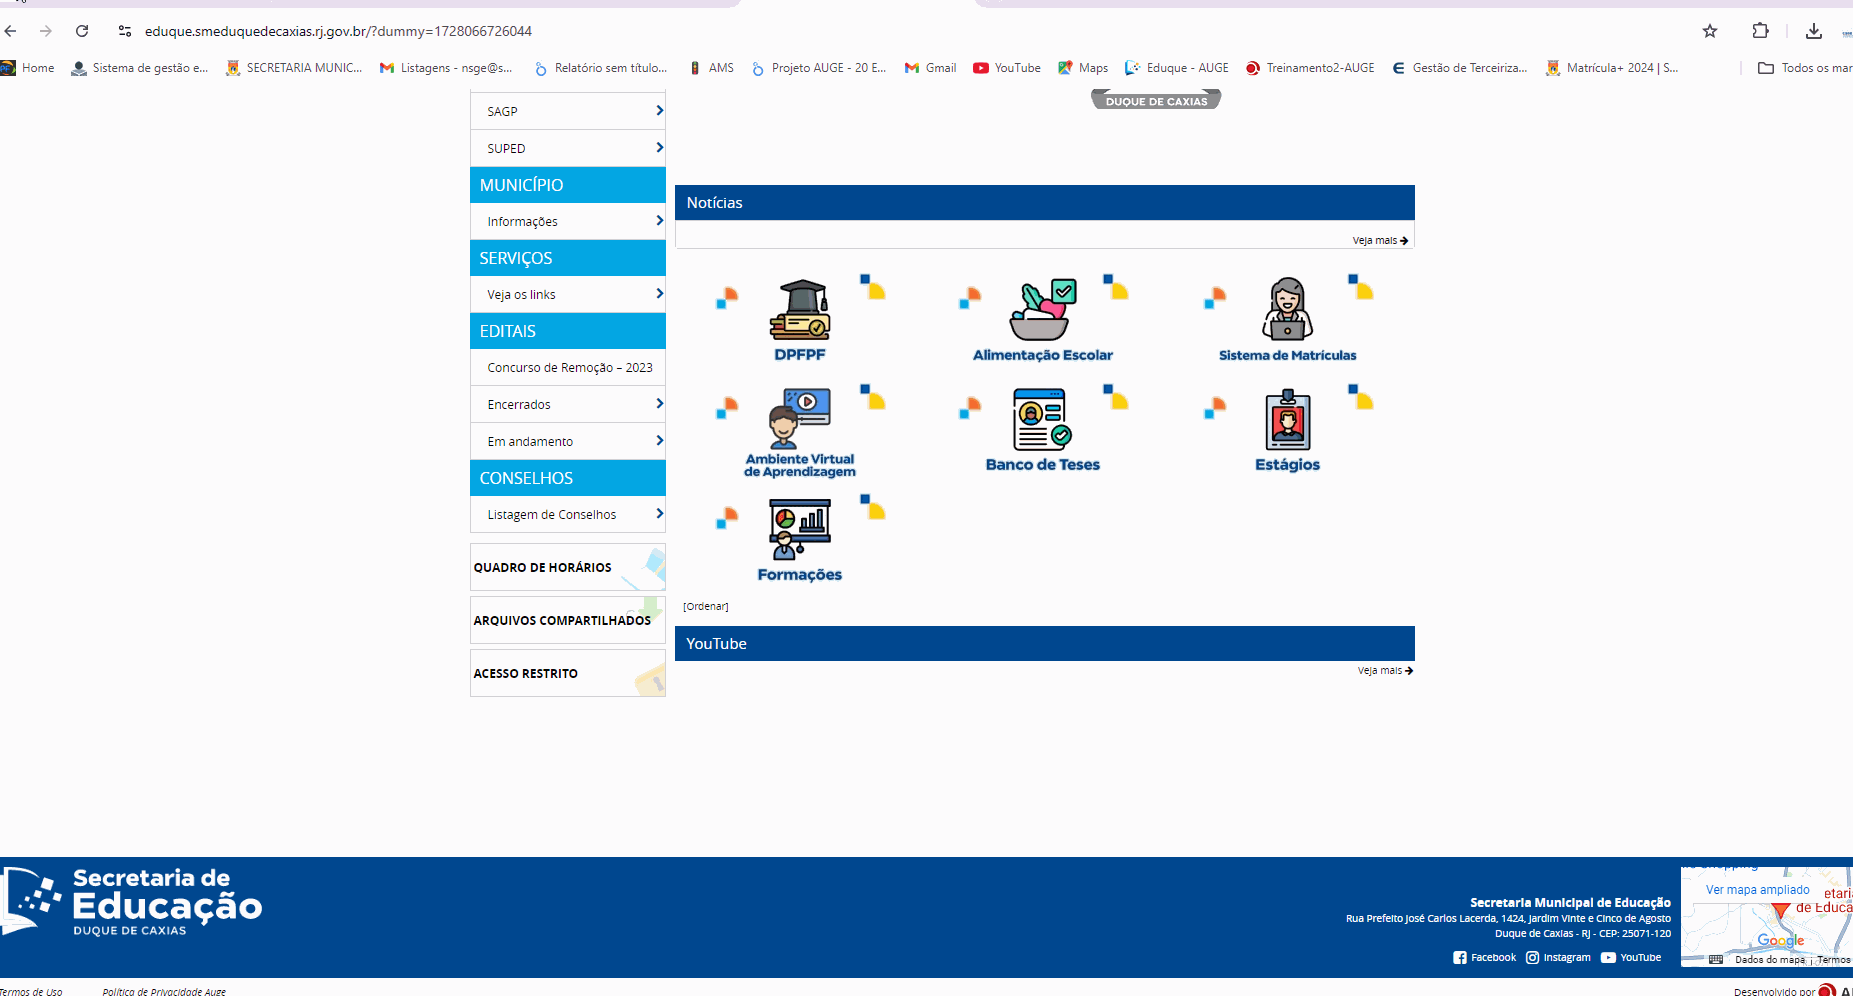 eduque.smeduquedecaxias.rj.gov.br/?dummy=1728066726044
Home
Sistema de gestão e...
SECRETARIA MUNIC...
Listagens - nsge@s...
Relatório sem título...
AMS
Projeto AUGE - 20 E...
Gmail
YouTube
Maps
Eduque - AUGE
Treinamento2-AUGE
Gestão de Terceiriza...
Matrícula+ 2024 | S...
Todos os mar
DUQUE DE CAXIAS
SAGP
SUPED
MUNICÍPIO
Informações
SERVIÇOS
Veja os links
EDITAIS
Concurso de Remoção – 2023
Encerrados
Em andamento
CONSELHOS
Listagem de Conselhos
QUADRO DE HORÁRIOS
ARQUIVOS COMPARTILHADOS
ACESSO RESTRITO
Notícias
Veja mais
DPFPF
Alimentação Escolar
Sistema de Matrículas
Ambiente Virtual
de Aprendizagem
Banco de Teses
Estágios
Formações
[Ordenar]
YouTube
Veja mais
Secretaria de
Educação
DUQUE DE CAXIAS
Secretaria Municipal de Educação
Rua Prefeito José Carlos Lacerda, 1424, Jardim Vinte e Cinco de Agosto
Duque de Caxias - RJ - CEP: 25071-120
Facebook
Instagram
YouTube
Ver mapa ampliado
etari
de Educa
Google
Dados do mapa
Termos
Termos de Uso
Política de Privacidade Auge
Desenvolvido por